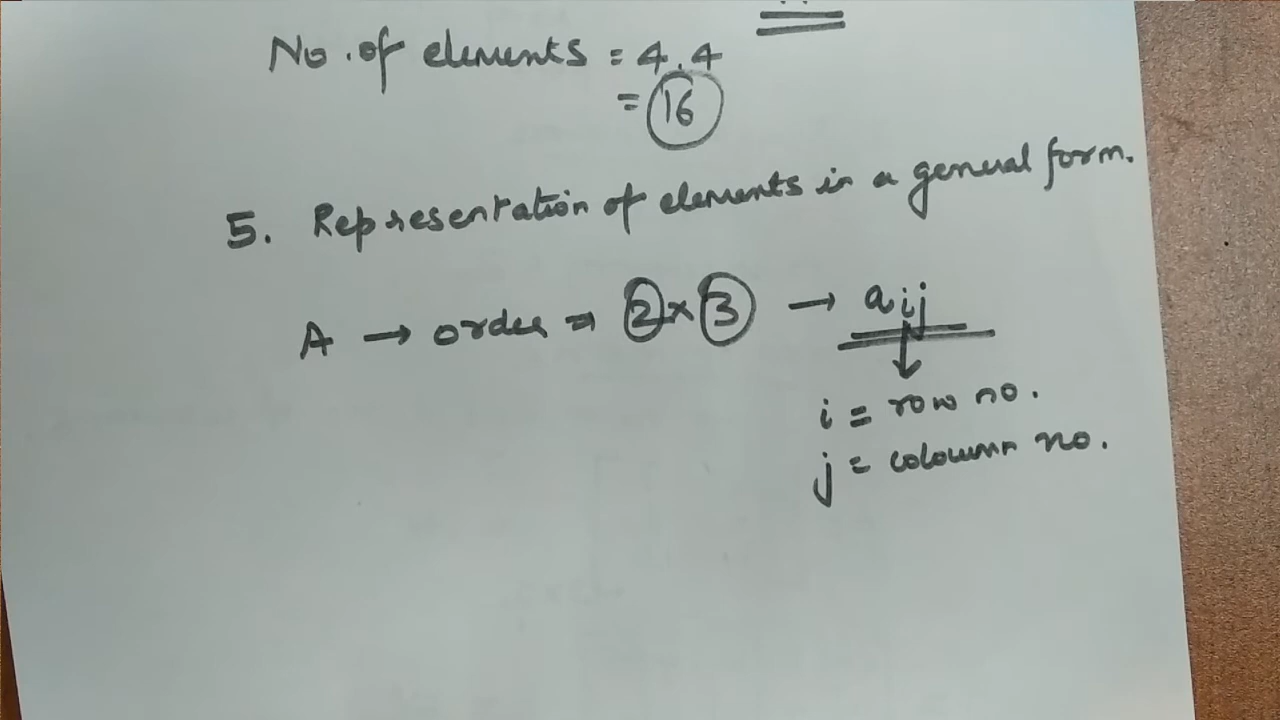 No. of elements = 4.4
= 16
5. Representation of elements in a general form.
A → order = 2 x 3 → aij
i = row no.
j = coloumn no.